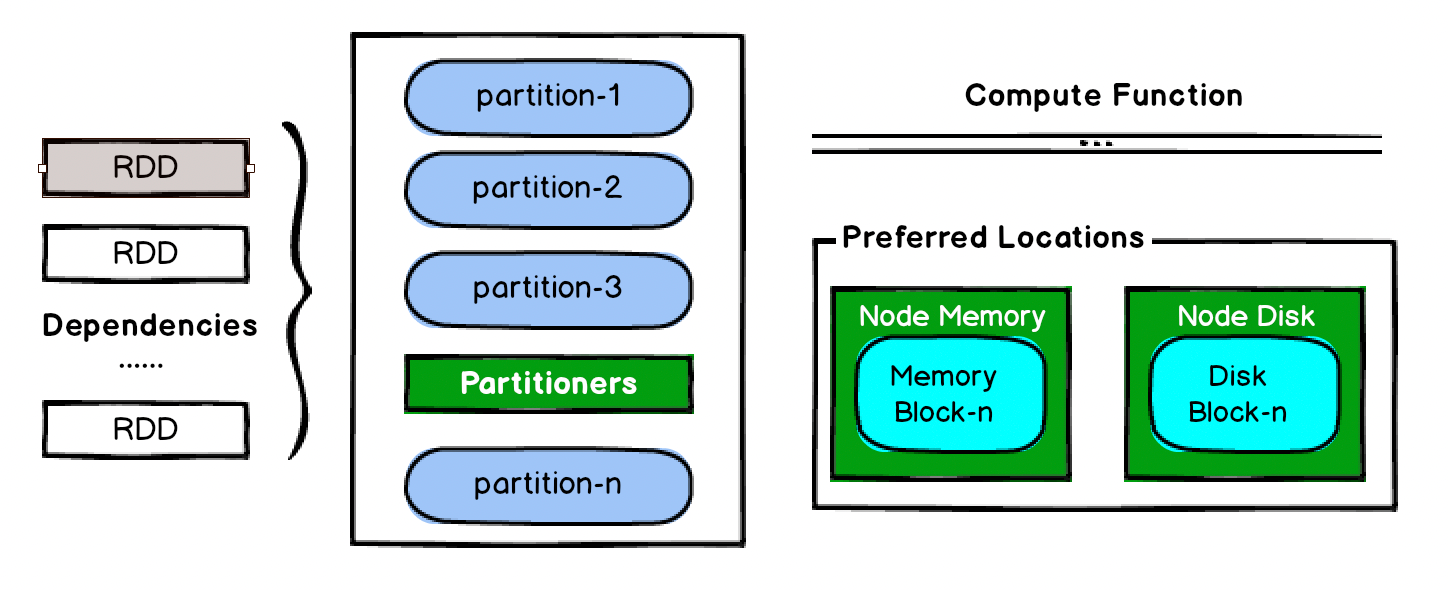 RDD
RDD
Dependencies
......
RDD
partition-1
partition-2
partition-3
Partitioners
partition-n
Compute Function
...
Preferred Locations
Node Memory
Memory
Block-n
Node Disk
Disk
Block-n